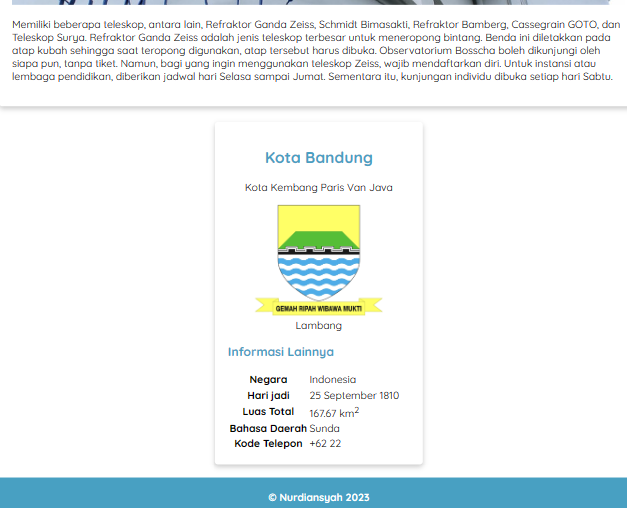 Memiliki beberapa teleskop, antara lain, Refraktor Ganda Zeiss, Schmidt Bimasakti, Refraktor Bamberg, Cassegrain GOTO, dan
Teleskop Surya. Refraktor Ganda Zeiss adalah jenis teleskop terbesar untuk meneropong bintang. Benda ini diletakkan pada
atap kubah sehingga saat teropong digunakan, atap tersebut harus dibuka. Observatorium Bosscha boleh dikunjungi oleh
siapa pun, tanpa tiket. Namun, bagi yang ingin menggunakan teleskop Zeiss, wajib mendaftarkan diri. Untuk instansi atau
lembaga pendidikan, diberikan jadwal hari Selasa sampai Jumat. Sementara itu, kunjungan individu dibuka setiap hari Sabtu.
Kota Bandung
Kota Kembang Paris Van Java
GEMAH RIPAH WIBAWA MUKTI
Lambang
Informasi Lainnya
Negara Indonesia
Hari jadi 25 September 1810
Luas Total 167.67 km²
Bahasa Daerah Sunda
Kode Telepon +62 22
© Nurdiansyah 2023